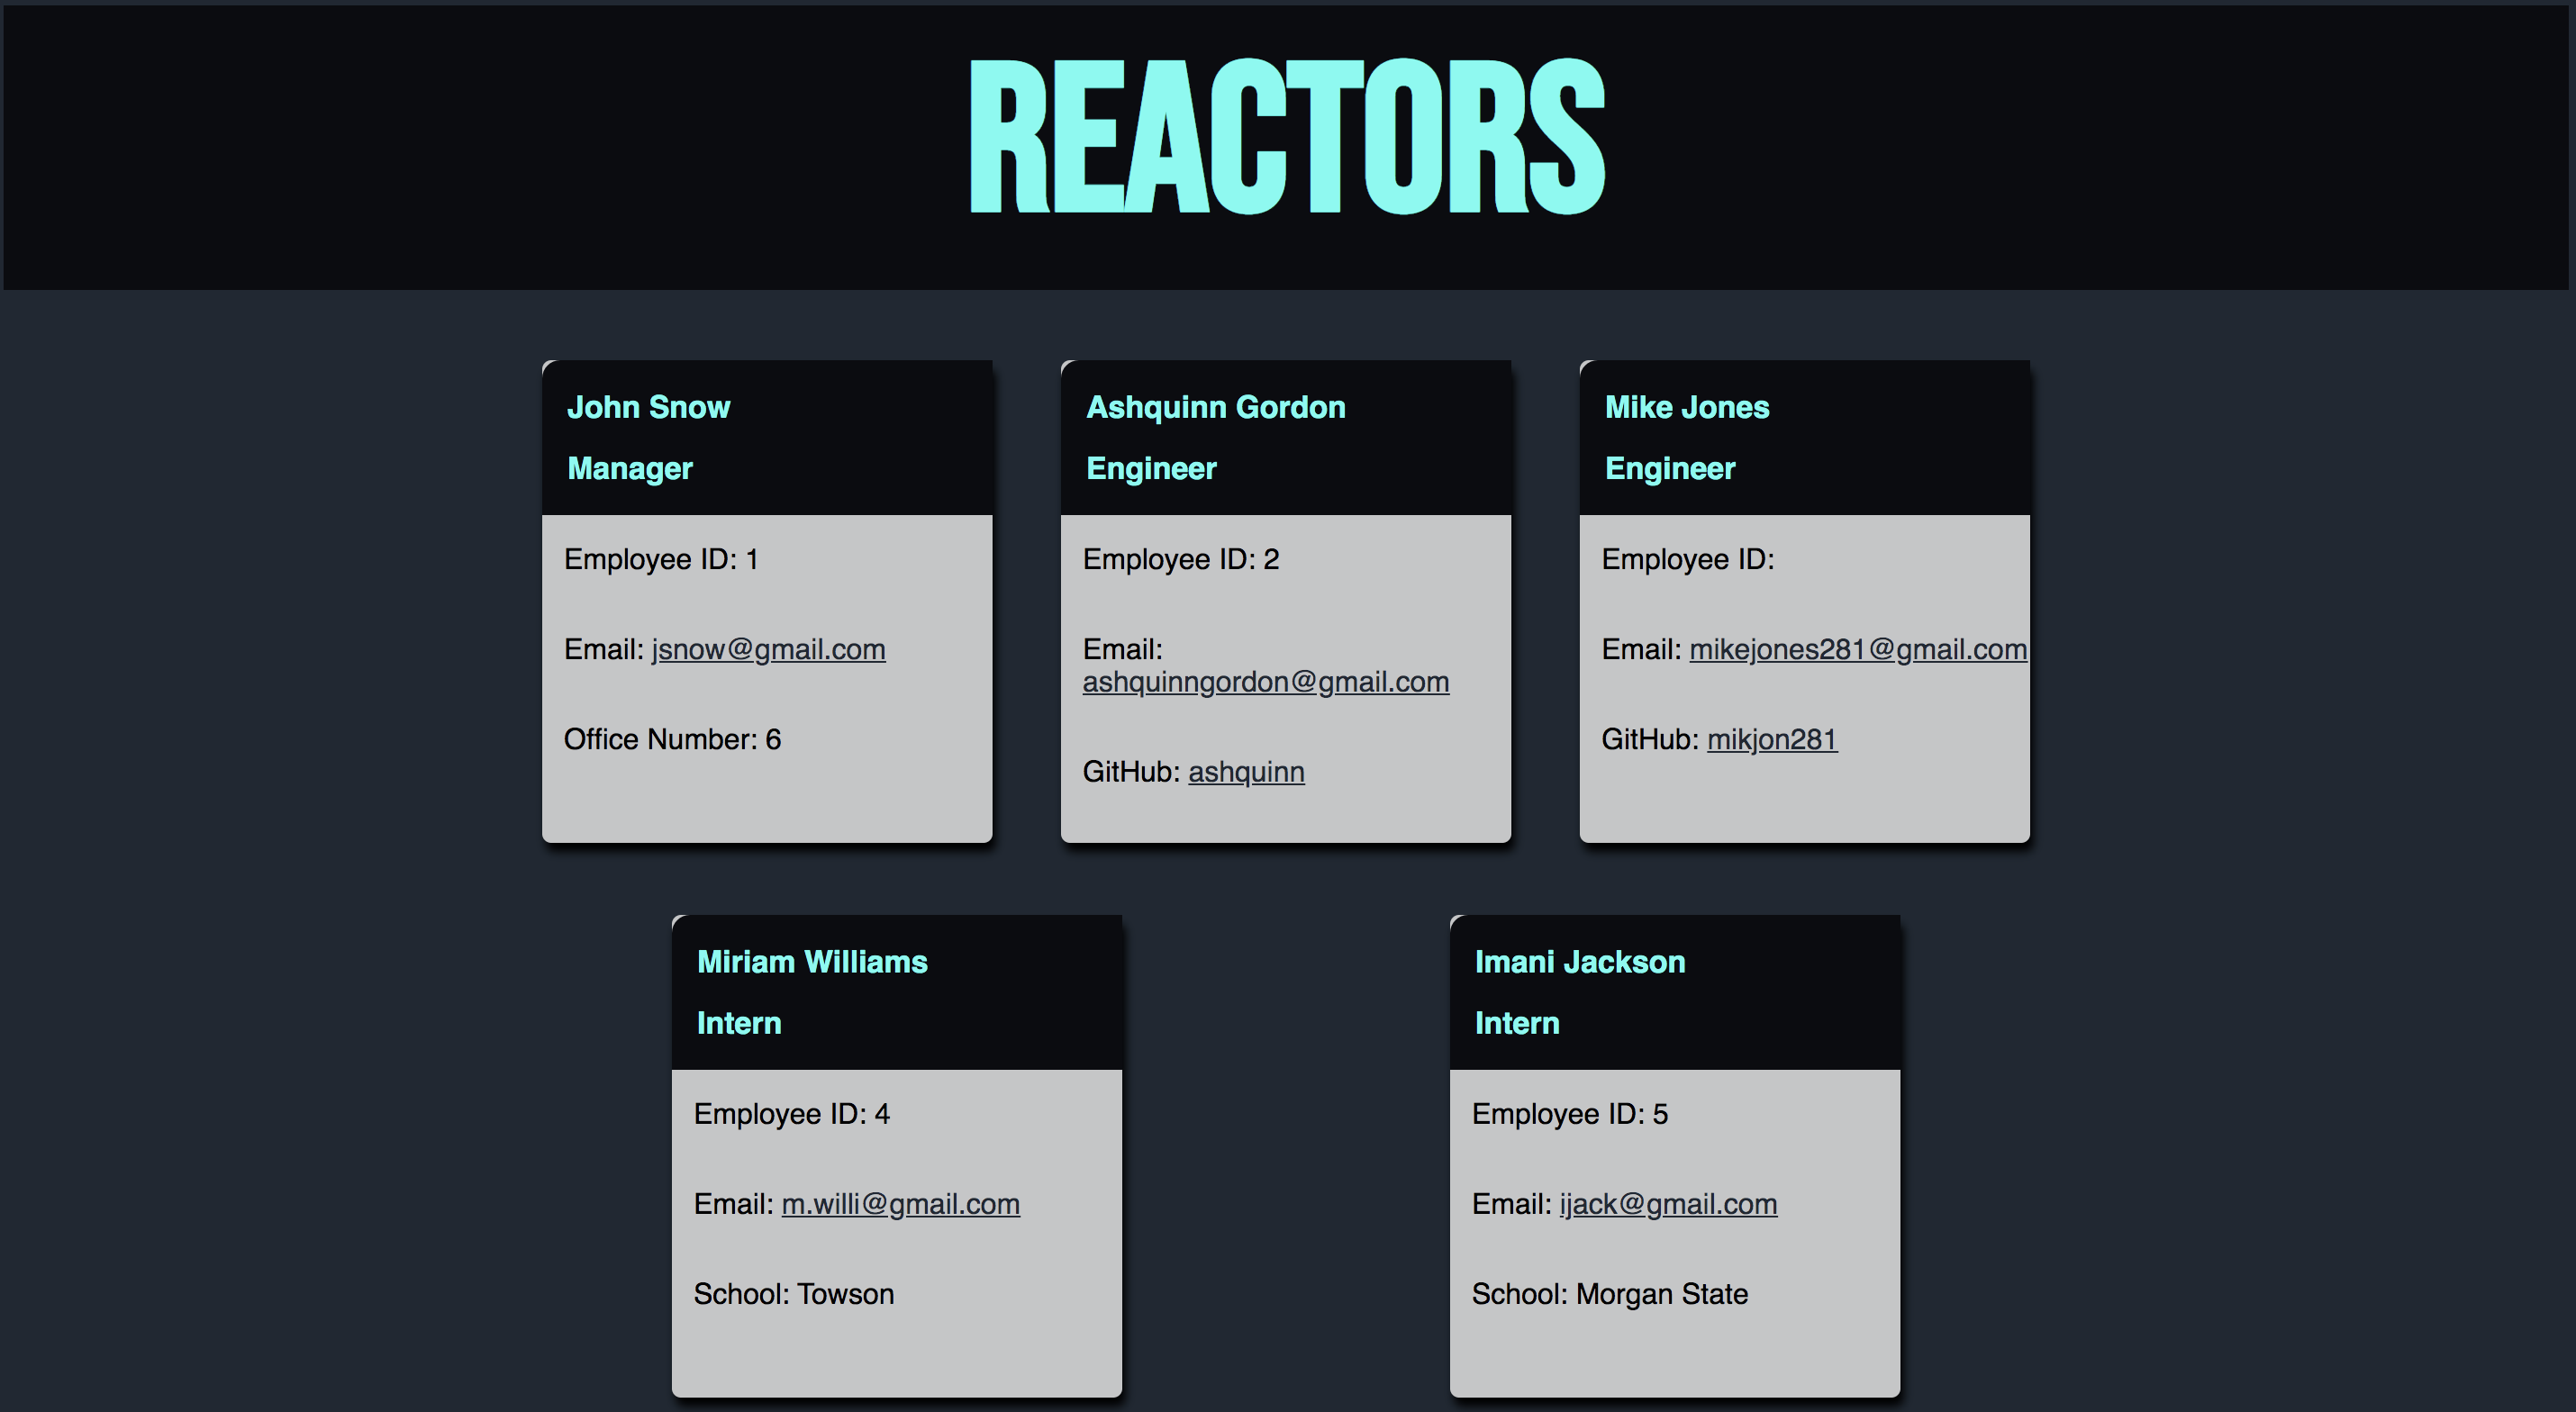 REACTORS
John Snow
Manager
Employee ID: 1
Email: jsnow@gmail.com
Office Number: 6
Ashquinn Gordon
Engineer
Employee ID: 2
Email:
ashquinngordon@gmail.com
GitHub: ashquinn
Mike Jones
Engineer
Employee ID:
Email: mikejones281@gmail.com
GitHub: mikjon281
Miriam Williams
Intern
Employee ID: 4
Email: m.willi@gmail.com
School: Towson
Imani Jackson
Intern
Employee ID: 5
Email: ijack@gmail.com
School: Morgan State